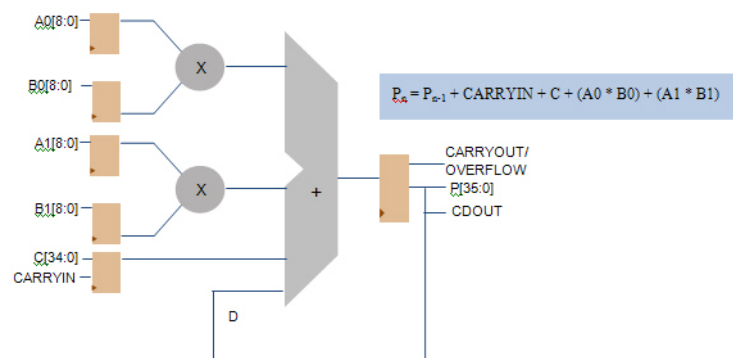 A0[8:0]
X
B0[8:0]
Pn = Pn-1 + CARRYIN + C + (A0 * B0) + (A1 * B1)
A1[8:0]
CARRYOUT/
OVERFLOW
X
+
P[35:0]
B1[8:0]
CDOUT
C[34:0]
CARRYIN
D